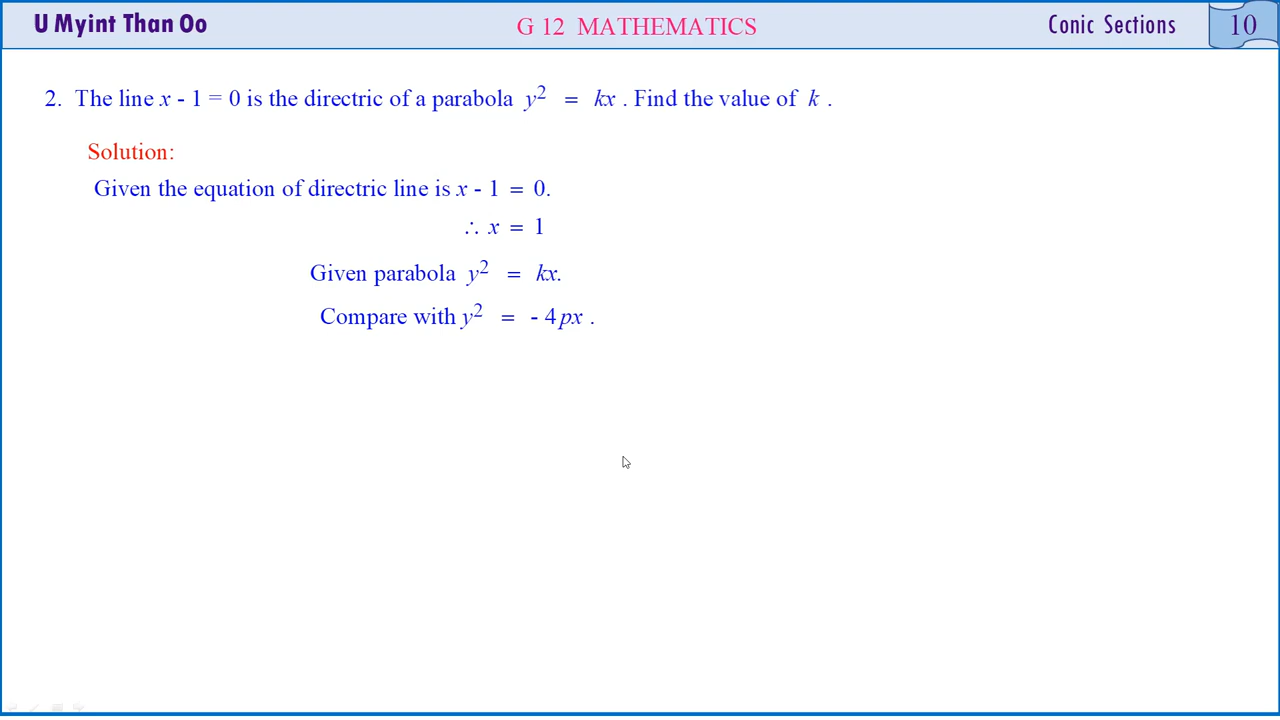 U Myint Than Oo G 12 MATHEMATICS Conic Sections 10
2. The line x - 1 = 0 is the directric of a parabola y² = kx . Find the value of k .
Solution:
Given the equation of directric line is x - 1 = 0.
∴ x = 1
Given parabola y² = kx.
Compare with y² = - 4px .